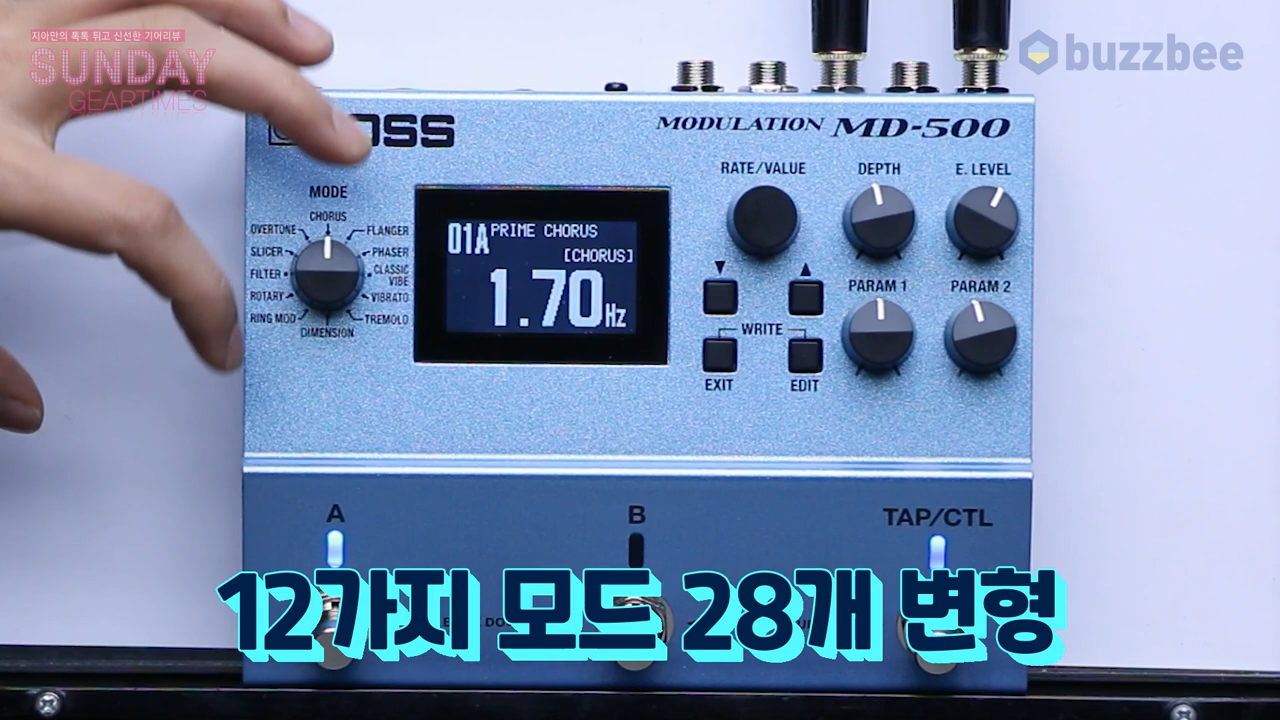 지아만의 톡톡 튀고 신선한 기어리뷰
SUNDAY
GEARTIMES
buzzbee
OSS
MODULATION MD-500
MODE
CHORUS
OVERTONE
FLANGER
SLICER
PHASER
FILTER
CLASSIC
VIBE
ROTARY
VIBRATO
RING MOD
TREMOLO
DIMENSION
01A PRIME CHORUS
[CHORUS]
1.70Hz
RATE/VALUE
DEPTH
E. LEVEL
PARAM 1
PARAM 2
WRITE
EXIT
EDIT
A
B
TAP/CTL
12가지 모드 28개 변형